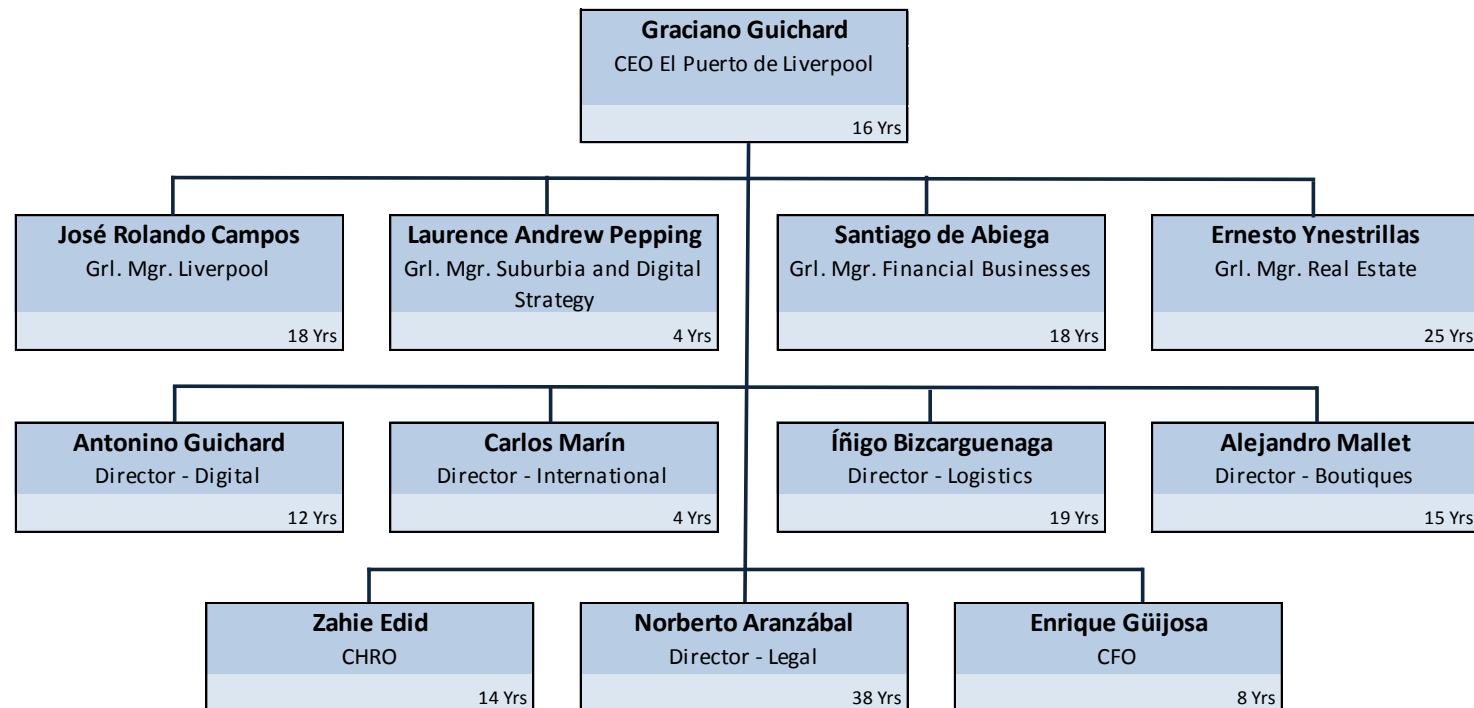 Graciano Guichard
CEO El Puerto de Liverpool
16 Yrs
José Rolando Campos
Grl. Mgr. Liverpool
18 Yrs
Laurence Andrew Pepping
Grl. Mgr. Suburbia and Digital
Strategy
4 Yrs
Santiago de Abiega
Grl. Mgr. Financial Businesses
18 Yrs
Ernesto Ynestrillas
Grl. Mgr. Real Estate
25 Yrs
Antonino Guichard
Director - Digital
12 Yrs
Carlos Marín
Director - International
4 Yrs
Íñigo Bizcarguenaga
Director - Logistics
19 Yrs
Alejandro Mallet
Director - Boutiques
15 Yrs
Zahie Edid
CHRO
14 Yrs
Norberto Aranzábal
Director - Legal
38 Yrs
Enrique Güijosa
CFO
8 Yrs